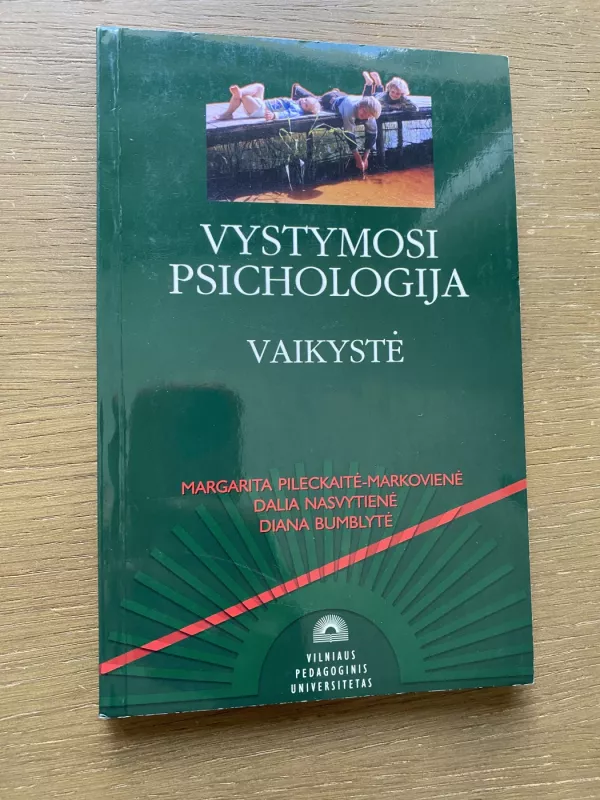 VYSTYMOSI
PSICHOLOGIJA
VAIKYSTĖ
MARGARITA PILECKAITĖ-MARKOVIENĖ
DALIA NASVYTIENĖ
DIANA BUMBLYTĖ
VILNIAUS
PEDAGOGINIS
UNIVERSITETAS